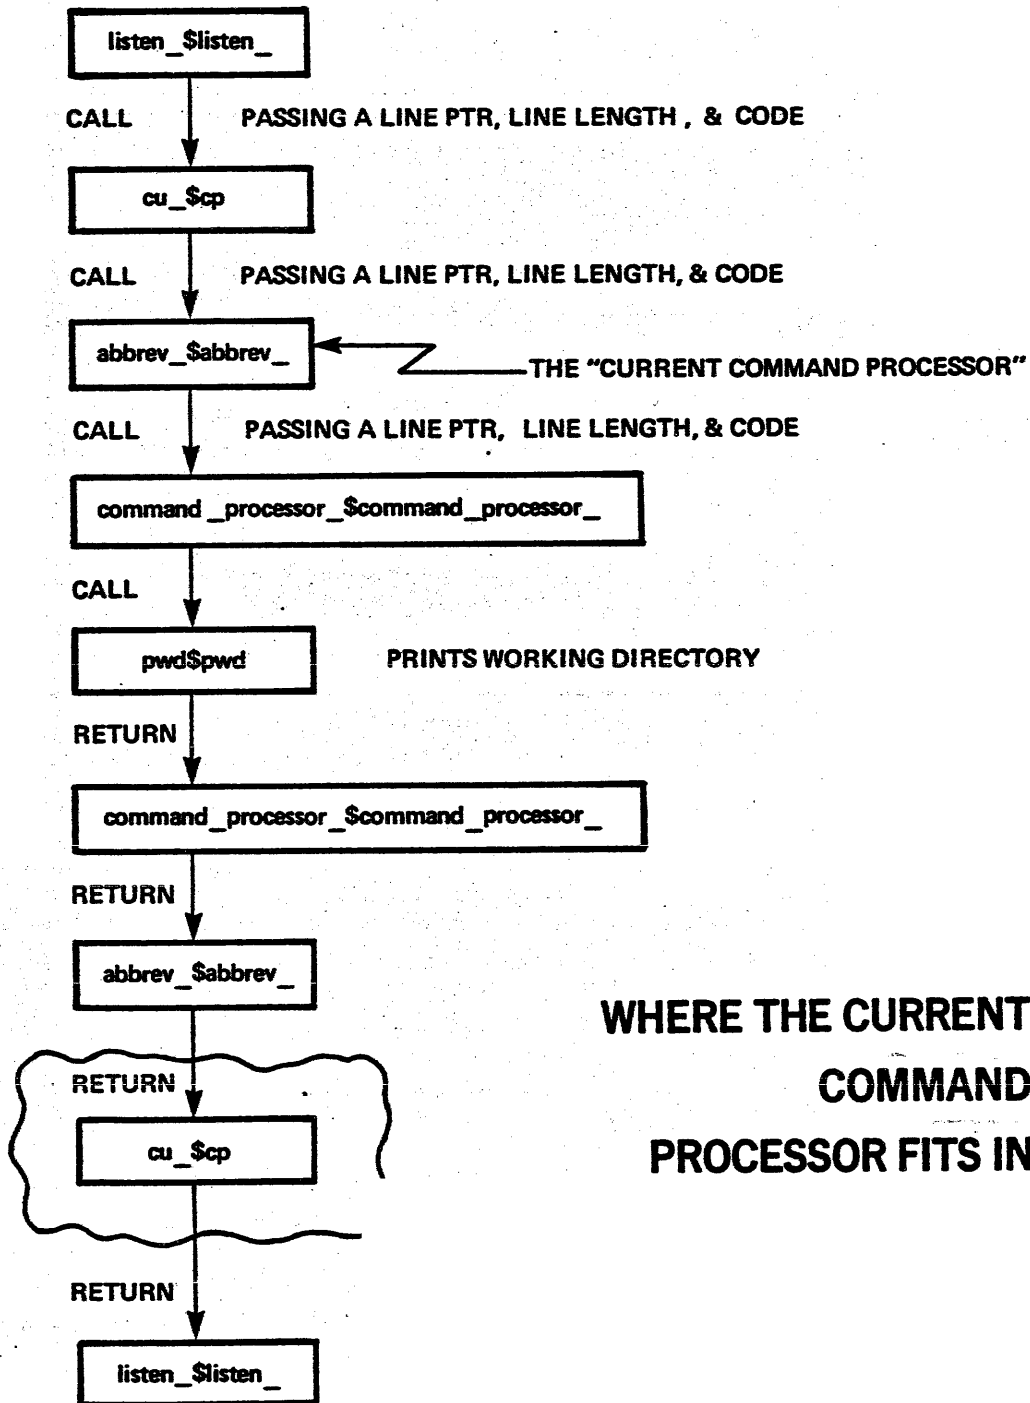 listen_$listen_
CALL PASSING A LINE PTR, LINE LENGTH , & CODE
cu_$cp
CALL PASSING A LINE PTR, LINE LENGTH, & CODE
abbrev_$abbrev_
THE "CURRENT COMMAND PROCESSOR"
CALL PASSING A LINE PTR, LINE LENGTH, & CODE
command_processor_$command_processor_
CALL
pwd$pwd PRINTS WORKING DIRECTORY
RETURN
command_processor_$command_processor_
RETURN
abbrev_$abbrev_
WHERE THE CURRENT
COMMAND
PROCESSOR FITS IN
RETURN
cu_$cp
RETURN
listen_$listen_